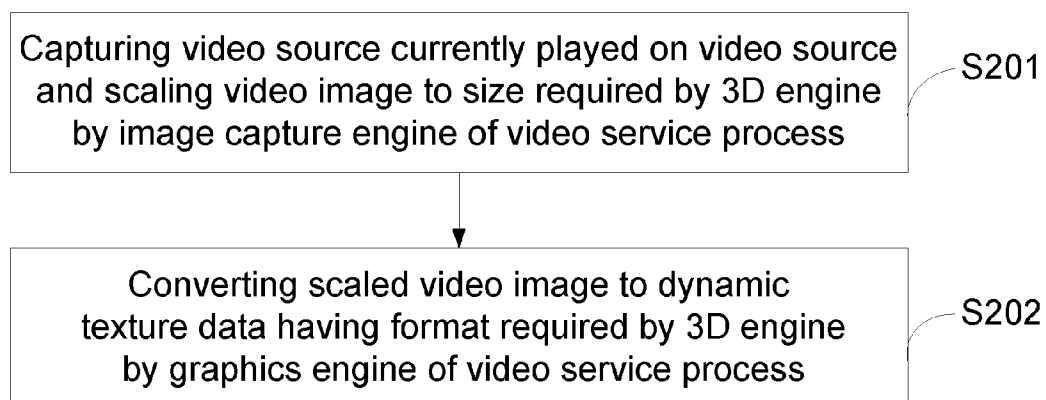 Capturing video source currently played on video source
and scaling video image to size required by 3D engine
by image capture engine of video service process
S201
Converting scaled video image to dynamic
texture data having format required by 3D engine
by graphics engine of video service process
S202